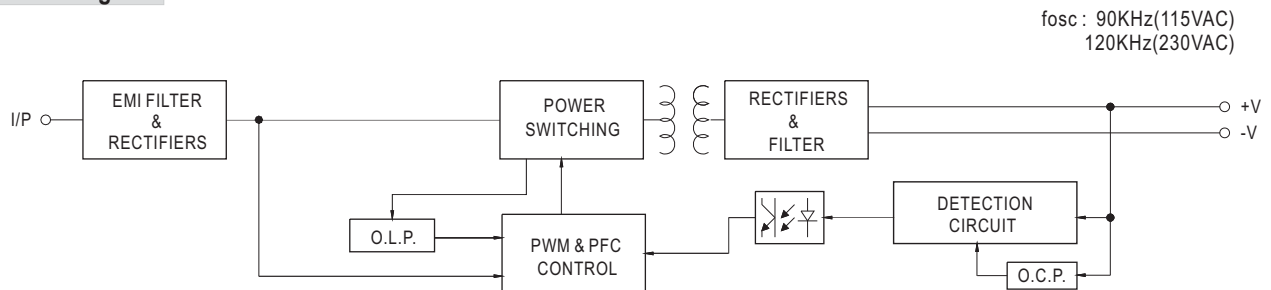 fosc : 90KHz(115VAC)
120KHz(230VAC)
I/P
EMI FILTER
&
RECTIFIERS
POWER
SWITCHING
RECTIFIERS
&
FILTER
+V
-V
O.L.P.
PWM & PFC
CONTROL
DETECTION
CIRCUIT
O.C.P.